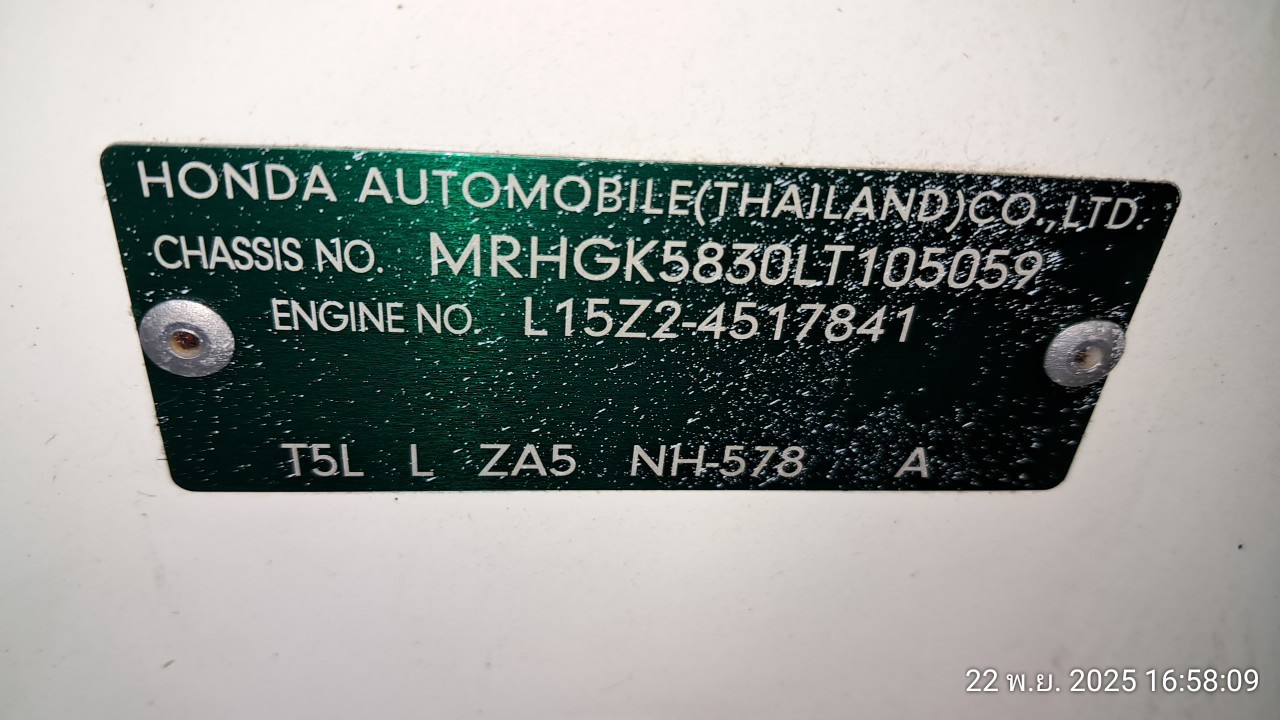 HONDA AUTOMOBILE(THAILAND)CO.,LTD.
CHASSIS NO. MRHGK5830LT105059
ENGINE NO. L15Z2-4517841
T5L L ZA5 NH-578 A
22 พ.ย. 2025 16:58:09